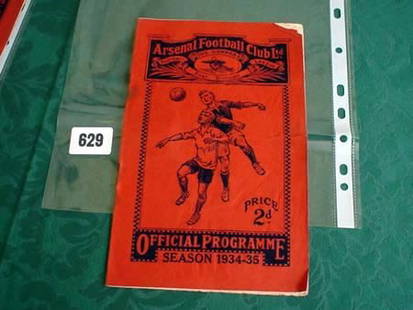 Arsenal Football Club Ltd
629
PRICE
2d.
OFFICIAL PROGRAMME
SEASON 1934-35